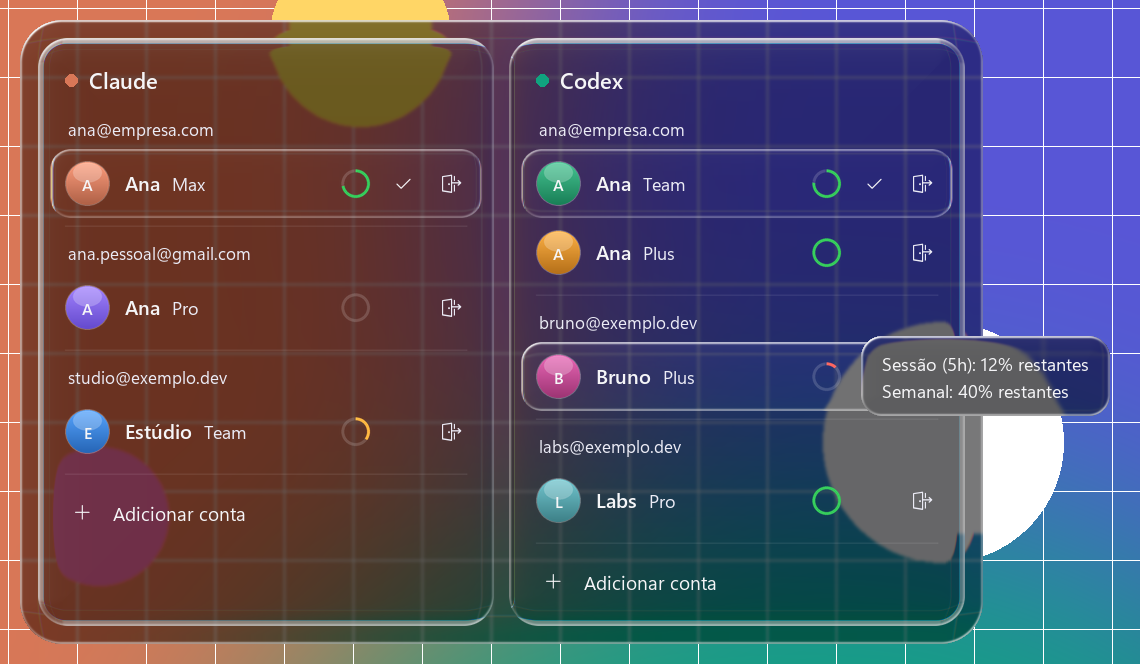 Claude
ana@empresa.com
A Ana Max
ana.pessoal@gmail.com
A Ana Pro
studio@exemplo.dev
E Estúdio Team
+ Adicionar conta
Codex
ana@empresa.com
A Ana Team
A Ana Plus
bruno@exemplo.dev
B Bruno Plus
Sessão (5h): 12% restantes
Semanal: 40% restantes
labs@exemplo.dev
L Labs Pro
+ Adicionar conta